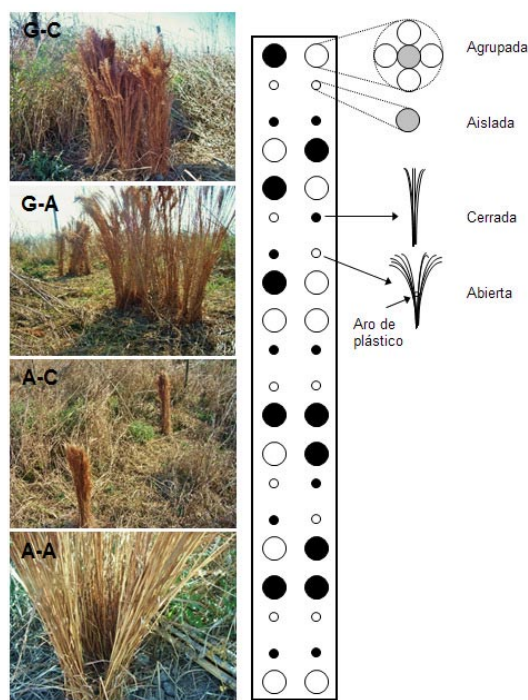 G-C
G-A
A-C
A-A
Agrupada
Aislada
Cerrada
Abierta
Aro de
plástico